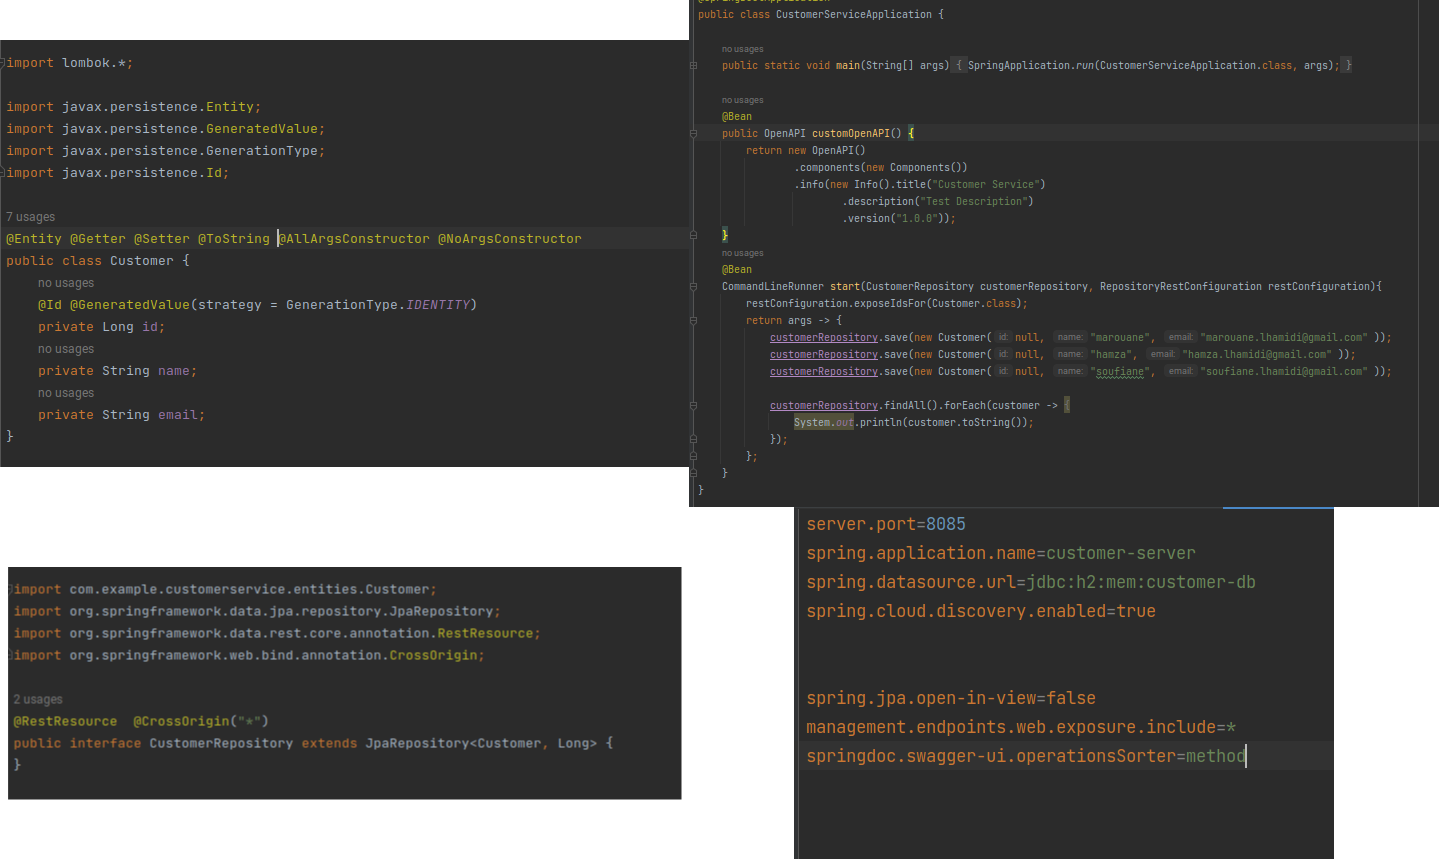 import lombok.*;
import javax.persistence.Entity;
import javax.persistence.GeneratedValue;
import javax.persistence.GenerationType;
import javax.persistence.Id;
7 usages
@Entity @Getter @Setter @ToString @AllArgsConstructor @NoArgsConstructor
public class Customer {
no usages
@Id @GeneratedValue(strategy = GenerationType.IDENTITY)
private Long id;
no usages
private String name;
no usages
private String email;
}
@SpringBootApplication
public class CustomerServiceApplication {
no usages
public static void main(String[] args) { SpringApplication.run(CustomerServiceApplication.class, args); }
no usages
@Bean
public OpenAPI customOpenAPI() {
return new OpenAPI()
.components(new Components())
.info(new Info().title("Customer Service")
.description("Test Description")
.version("1.0.0"));
}
no usages
@Bean
CommandLineRunner start(CustomerRepository customerRepository, RepositoryRestConfiguration restConfiguration){
restConfiguration.exposeIdsFor(Customer.class);
return args -> {
customerRepository.save(new Customer( id: null, name: "marouane", email: "marouane.lhamidi@gmail.com" ));
customerRepository.save(new Customer( id: null, name: "hamza", email: "hamza.lhamidi@gmail.com" ));
customerRepository.save(new Customer( id: null, name: "soufiane", email: "soufiane.lhamidi@gmail.com" ));
customerRepository.findAll().forEach(customer -> {
System.out.println(customer.toString());
});
};
}
}
import com.example.customerservice.entities.Customer;
import org.springframework.data.jpa.repository.JpaRepository;
import org.springframework.data.rest.core.annotation.RestResource;
import org.springframework.web.bind.annotation.CrossOrigin;
2 usages
@RestResource @CrossOrigin("*")
public interface CustomerRepository extends JpaRepository<Customer, Long> {
}
server.port=8085
spring.application.name=customer-server
spring.datasource.url=jdbc:h2:mem:customer-db
spring.cloud.discovery.enabled=true
spring.jpa.open-in-view=false
management.endpoints.web.exposure.include=*
springdoc.swagger-ui.operationsSorter=method